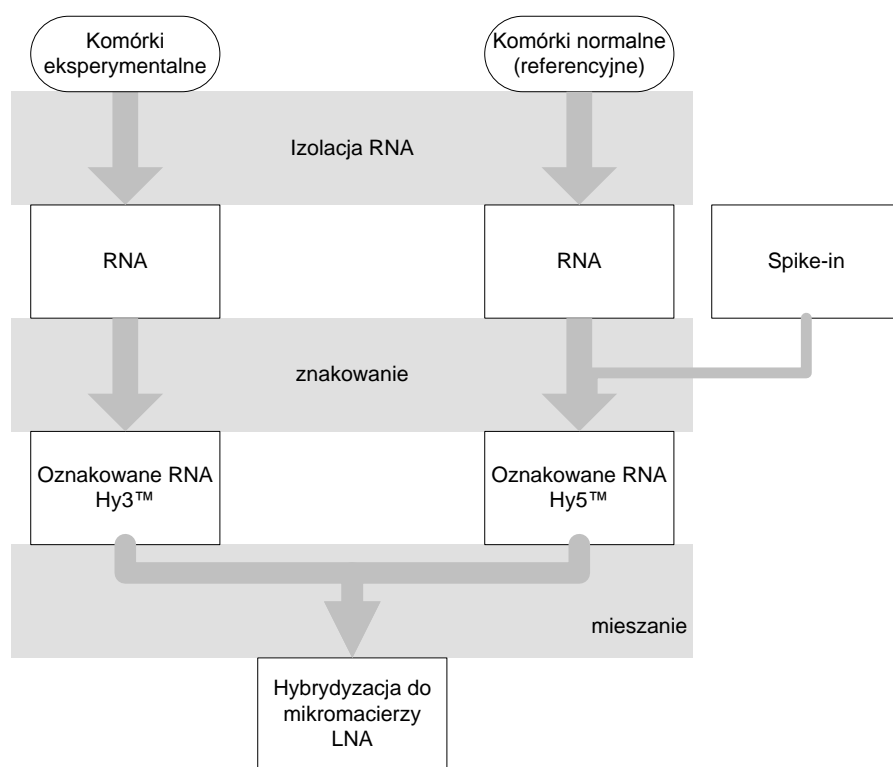 Komórki
eksperymentalne
Komórki normalne
(referencyjne)
Izolacja RNA
RNA
RNA
Spike-in
znakowanie
Oznakowane RNA
Hy3™
Oznakowane RNA
Hy5™
mieszanie
Hybrydyzacja do
mikromacierzy
LNA